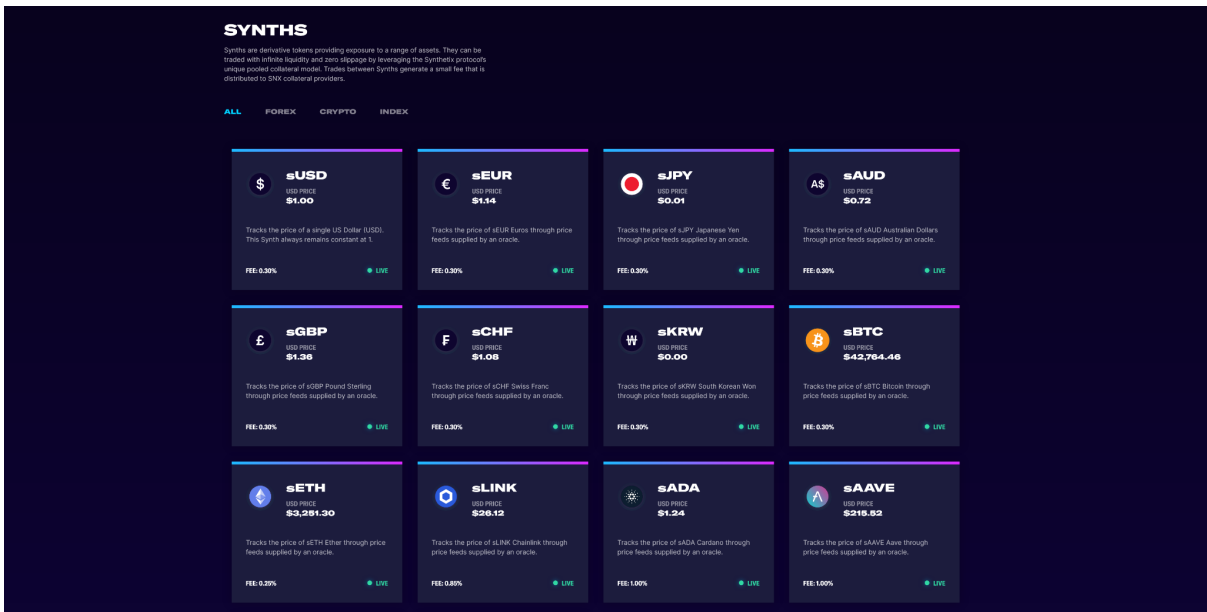 SYNTHS
Synths are derivative tokens providing exposure to a range of assets. They can be
traded with infinite liquidity and zero slippage by leveraging the Synthetix protocol's
unique pooled collateral model. Trades between Synths generate a small fee that is
distributed to SNX collateral providers.
ALL FOREX CRYPTO INDEX
$
sUSD
USD PRICE
$1.00
Tracks the price of a single US Dollar (USD).
This Synth always remains constant at 1.
FEE: 0.30% LIVE
€
sEUR
USD PRICE
$1.14
Tracks the price of sEUR Euros through price
feeds supplied by an oracle.
FEE: 0.30% LIVE
sJPY
USD PRICE
$0.01
Tracks the price of sJPY Japanese Yen
through price feeds supplied by an oracle.
FEE: 0.30% LIVE
A$
sAUD
USD PRICE
$0.72
Tracks the price of sAUD Australian Dollars
through price feeds supplied by an oracle.
FEE: 0.30% LIVE
£
sGBP
USD PRICE
$1.36
Tracks the price of sGBP Pound Sterling
through price feeds supplied by an oracle.
FEE: 0.30% LIVE
₣
sCHF
USD PRICE
$1.08
Tracks the price of sCHF Swiss Franc
through price feeds supplied by an oracle.
FEE: 0.30% LIVE
₩
sKRW
USD PRICE
$0.00
Tracks the price of sKRW South Korean Won
through price feeds supplied by an oracle.
FEE: 0.30% LIVE
₿
sBTC
USD PRICE
$42,764.46
Tracks the price of sBTC Bitcoin through
price feeds supplied by an oracle.
FEE: 0.30% LIVE
sETH
USD PRICE
$3,251.30
Tracks the price of sETH Ether through price
feeds supplied by an oracle.
FEE: 0.25% LIVE
sLINK
USD PRICE
$26.12
Tracks the price of sLINK Chainlink through
price feeds supplied by an oracle.
FEE: 0.85% LIVE
sADA
USD PRICE
$1.24
Tracks the price of sADA Cardano through
price feeds supplied by an oracle.
FEE: 1.00% LIVE
sAAVE
USD PRICE
$215.52
Tracks the price of sAAVE Aave through
price feeds supplied by an oracle.
FEE: 1.00% LIVE